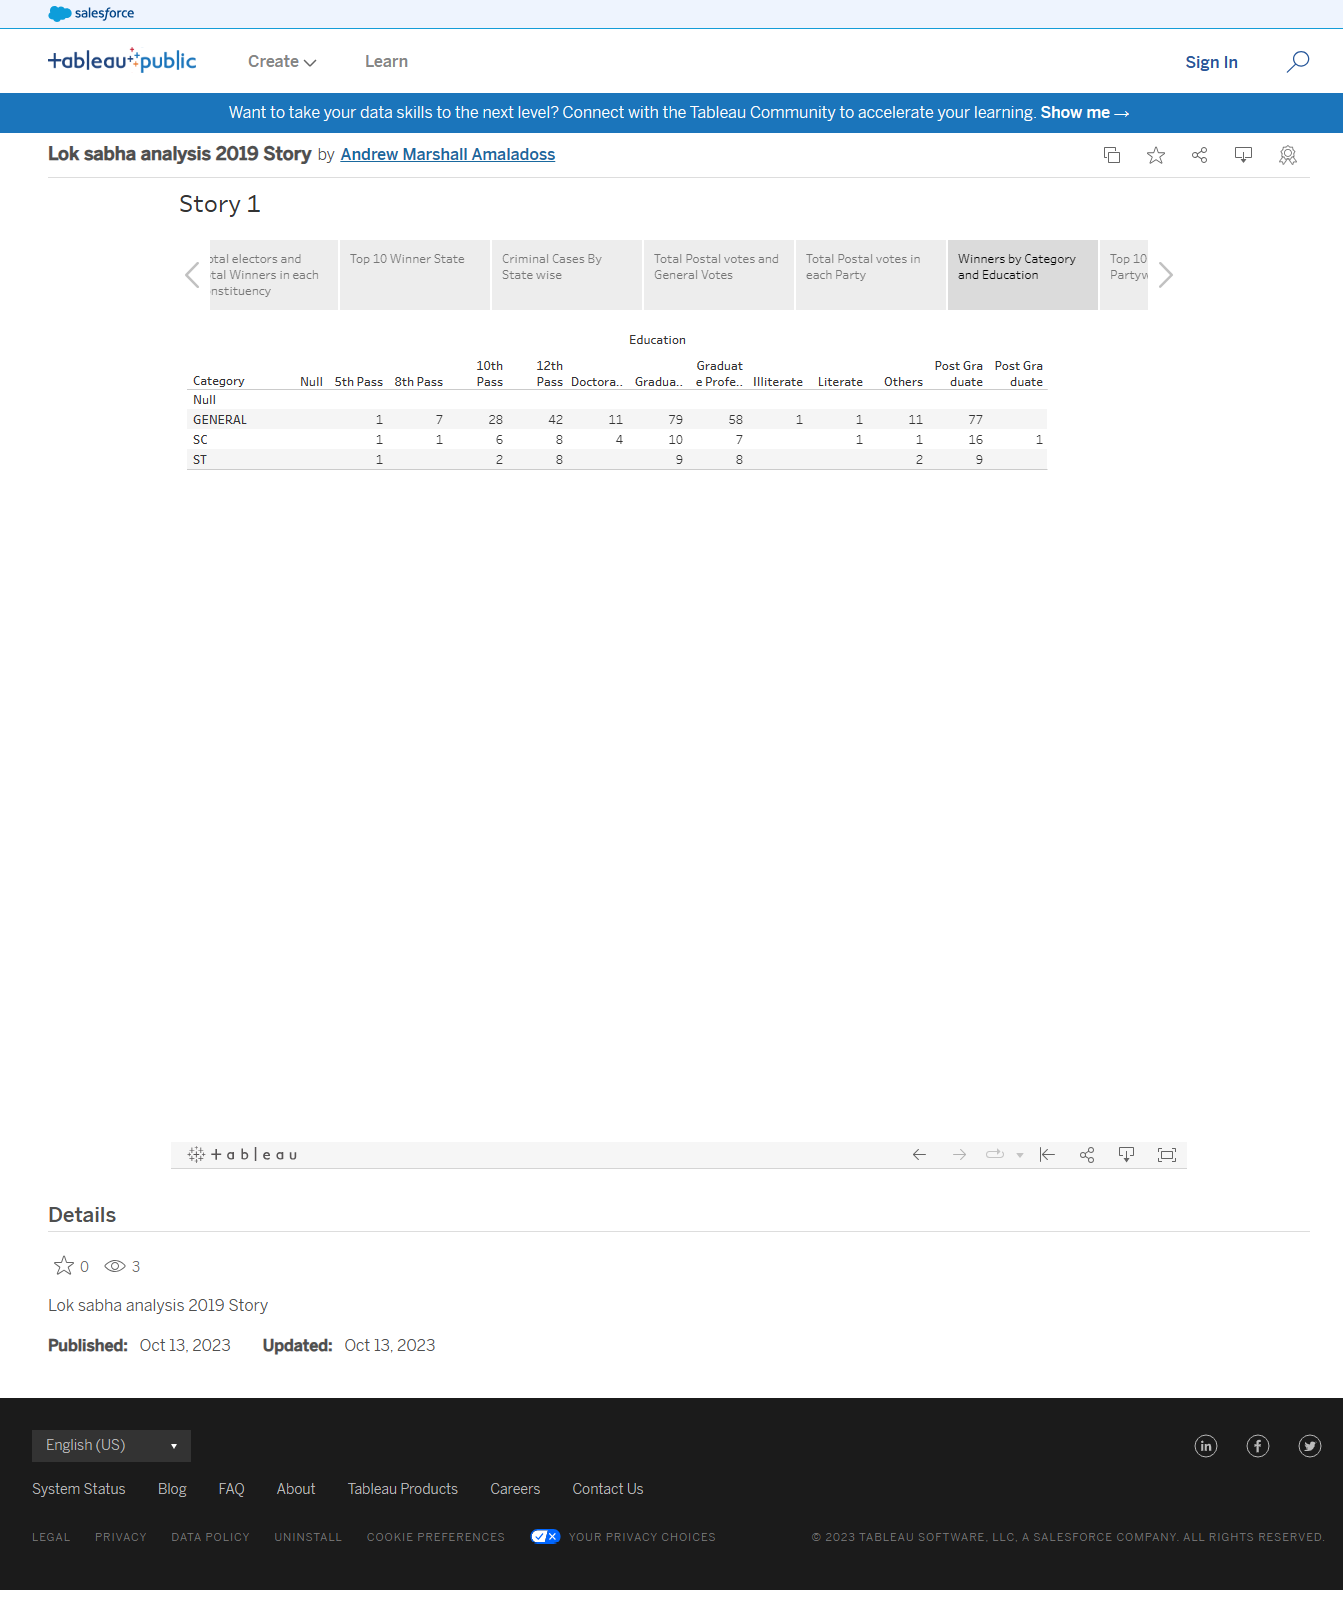 salesforce
+ableau public
Create
Learn
Sign In
Want to take your data skills to the next level? Connect with the Tableau Community to accelerate your learning. Show me →
Lok sabha analysis 2019 Story by Andrew Marshall Amaladoss
Story 1
otal electors and
tal Winners in each
nstituency
Top 10 Winner State
Criminal Cases By
State wise
Total Postal votes and
General Votes
Total Postal votes in
each Party
Winners by Category
and Education
Top 10
Partyw
Education
Category Null 5th Pass 8th Pass 10th Pass 12th Pass Doctora.. Gradua.. Graduat e Profe.. Illiterate Literate Others Post Gra duate Post Gra duate
Null
GENERAL 1 7 28 42 11 79 58 1 1 11 77
SC 1 1 6 8 4 10 7 1 1 16 1
ST 1 2 8 9 8 2 9
+ a b l e a u
Details
0 3
Lok sabha analysis 2019 Story
Published: Oct 13, 2023 Updated: Oct 13, 2023
English (US)
in f
System Status Blog FAQ About Tableau Products Careers Contact Us
LEGAL PRIVACY DATA POLICY UNINSTALL COOKIE PREFERENCES YOUR PRIVACY CHOICES © 2023 TABLEAU SOFTWARE, LLC, A SALESFORCE COMPANY. ALL RIGHTS RESERVED.